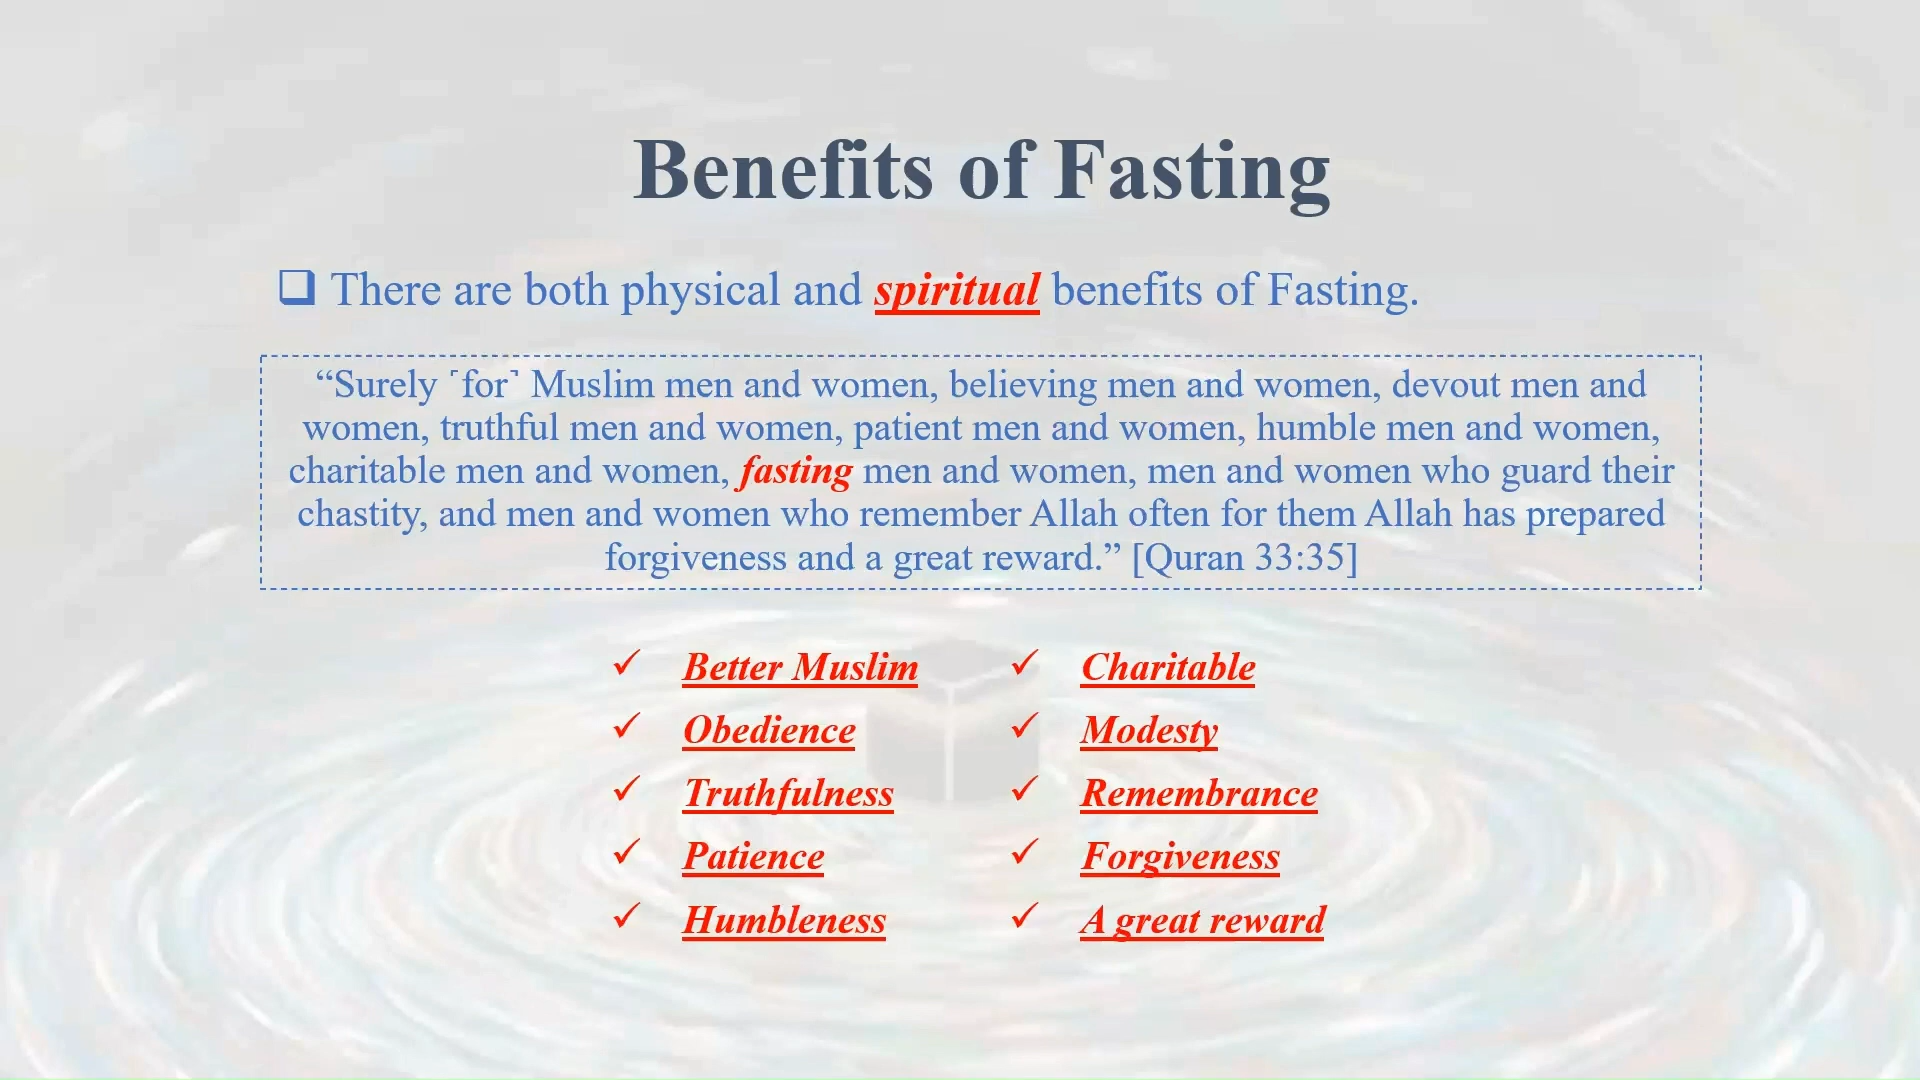 Benefits of Fasting
❑ There are both physical and spiritual benefits of Fasting.
“Surely ˹for˺ Muslim men and women, believing men and women, devout men and
women, truthful men and women, patient men and women, humble men and women,
charitable men and women, fasting men and women, men and women who guard their
chastity, and men and women who remember Allah often for them Allah has prepared
forgiveness and a great reward.” [Quran 33:35]
✓ Better Muslim
✓ Obedience
✓ Truthfulness
✓ Patience
✓ Humbleness
✓ Charitable
✓ Modesty
✓ Remembrance
✓ Forgiveness
✓ A great reward